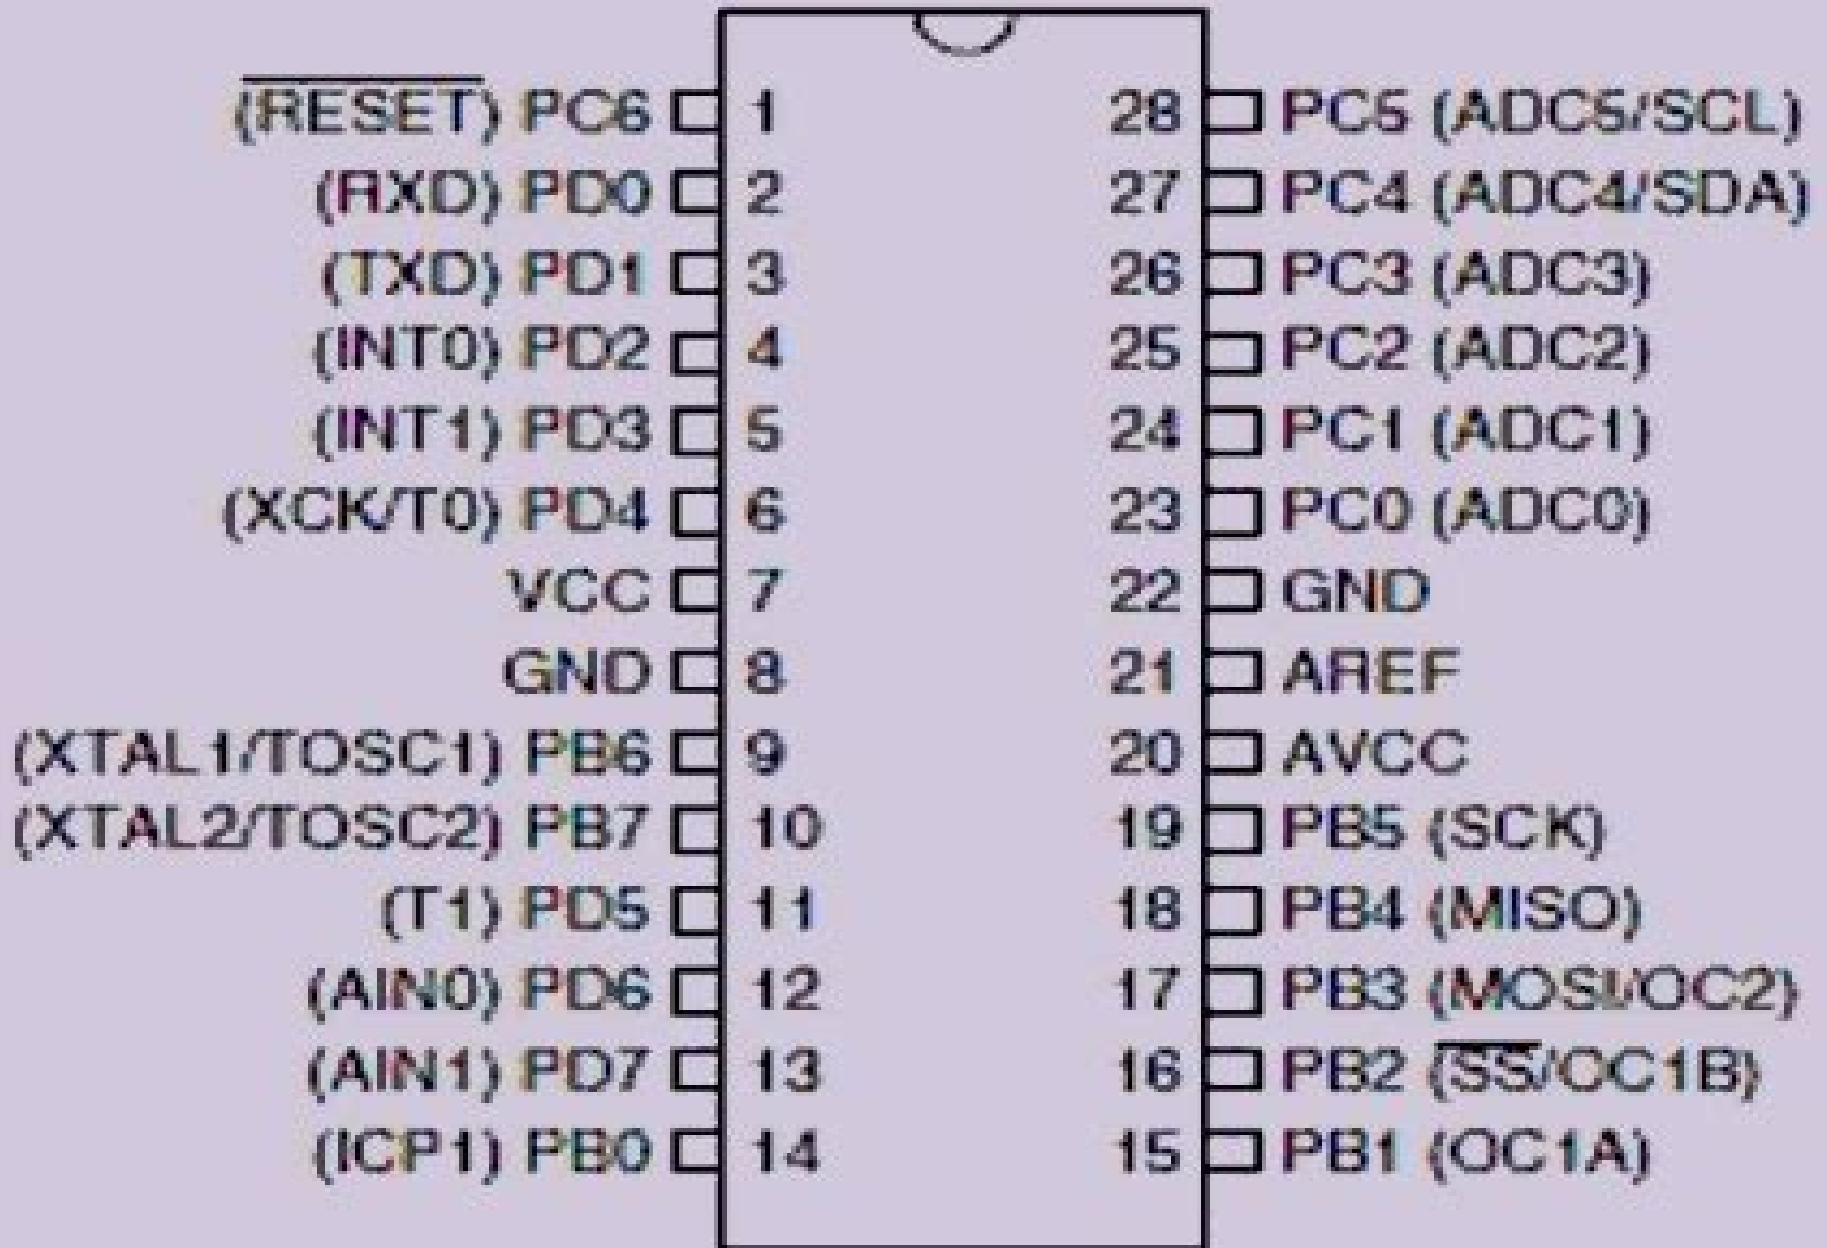 (RESET) PC6 1 28 PC5 (ADC5/SCL)
(RXD) PD0 2 27 PC4 (ADC4/SDA)
(TXD) PD1 3 26 PC3 (ADC3)
(INT0) PD2 4 25 PC2 (ADC2)
(INT1) PD3 5 24 PC1 (ADC1)
(XCK/T0) PD4 6 23 PC0 (ADC0)
VCC 7 22 GND
GND 8 21 AREF
(XTAL1/TOSC1) PB6 9 20 AVCC
(XTAL2/TOSC2) PB7 10 19 PB5 (SCK)
(T1) PD5 11 18 PB4 (MISO)
(AIN0) PD6 12 17 PB3 (MOSI/OC2)
(AIN1) PD7 13 16 PB2 (SS/OC1B)
(ICP1) PB0 14 15 PB1 (OC1A)